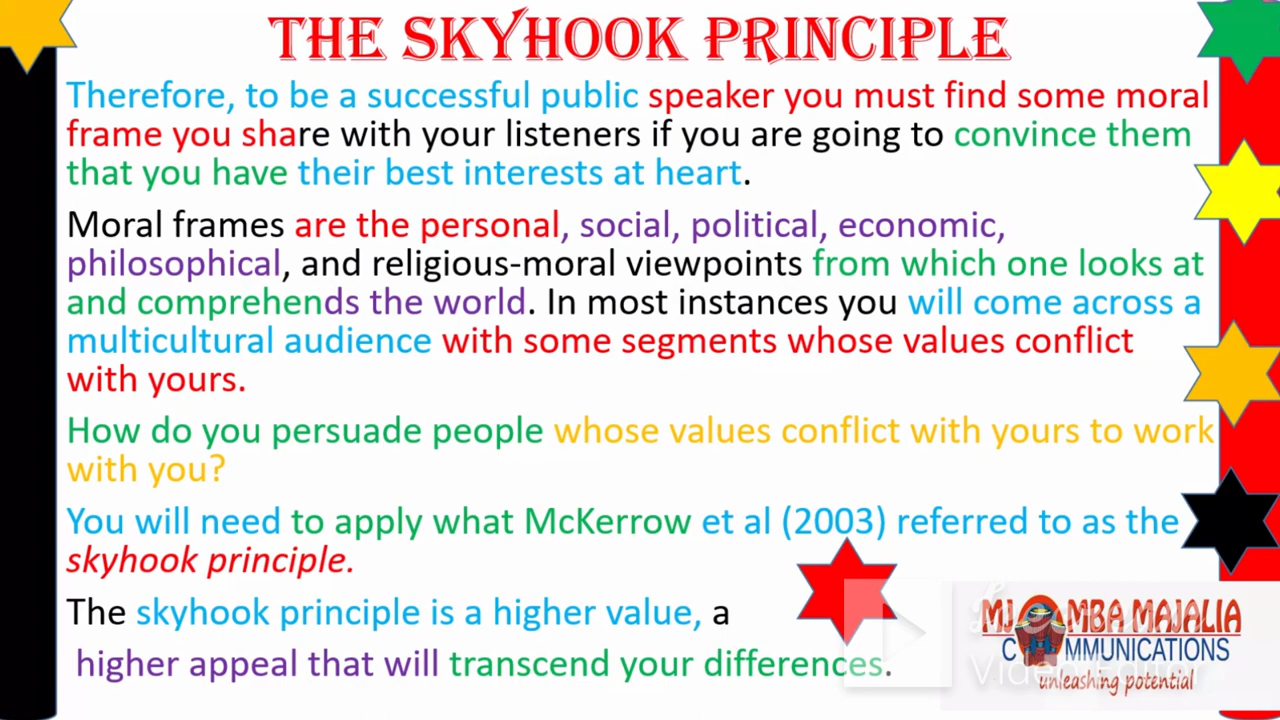 THE SKYHOOK PRINCIPLE
Therefore, to be a successful public speaker you must find some moral
frame you share with your listeners if you are going to convince them
that you have their best interests at heart.
Moral frames are the personal, social, political, economic,
philosophical, and religious-moral viewpoints from which one looks at
and comprehends the world. In most instances you will come across a
multicultural audience with some segments whose values conflict
with yours.
How do you persuade people whose values conflict with yours to work
with you?
You will need to apply what McKerrow et al (2003) referred to as the
skyhook principle.
The skyhook principle is a higher value, a
higher appeal that will transcend your differences.
MJOMBA MAJALIA
COMMUNICATIONS
Video Editor
unleashing potential